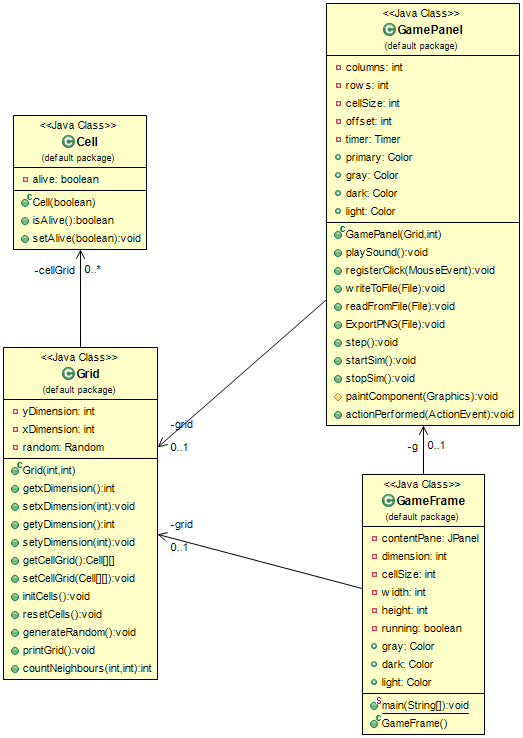 <<Java Class>>
GamePanel
(default package)
columns: int
rows: int
cellSize: int
offset: int
timer: Timer
primary: Color
gray: Color
dark: Color
light: Color
GamePanel(Grid,int)
playSound():void
registerClick(MouseEvent):void
writeToFile(File):void
readFromFile(File):void
ExportPNG(File):void
step():void
startSim():void
stopSim():void
paintComponent(Graphics):void
actionPerformed(ActionEvent):void
<<Java Class>>
Cell
(default package)
alive: boolean
Cell(boolean)
isAlive():boolean
setAlive(boolean):void
-cellGrid 0..*
<<Java Class>>
Grid
(default package)
yDimension: int
xDimension: int
random: Random
Grid(int,int)
getxDimension():int
setxDimension(int):void
getyDimension():int
setyDimension(int):void
getCellGrid():Cell[][]
setCellGrid(Cell[][]):void
initCells():void
resetCells():void
generateRandom():void
printGrid():void
countNeighbours(int,int):int
-grid
0..1
-g 0..1
-grid
0..1
<<Java Class>>
GameFrame
(default package)
contentPane: JPanel
dimension: int
cellSize: int
width: int
height: int
running: boolean
gray: Color
dark: Color
light: Color
main(String[]):void
GameFrame()